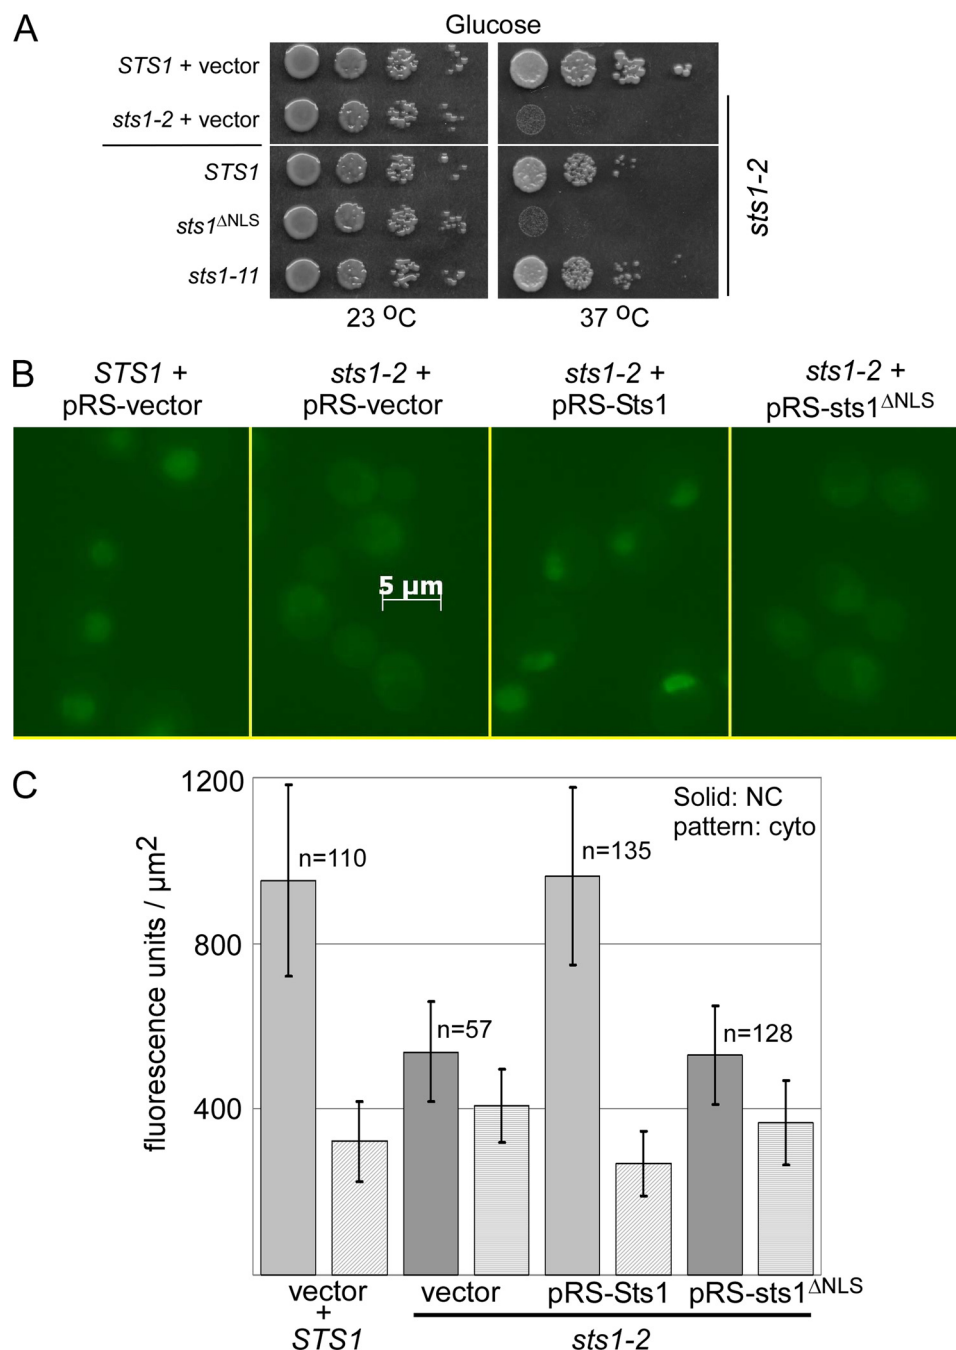 A
Glucose
STS1 + vector
sts1-2 + vector
STS1
sts1ΔNLS
sts1-11
sts1-2
23 °C
37 °C
B
STS1 +
pRS-vector
sts1-2 +
pRS-vector
sts1-2 +
pRS-Sts1
sts1-2 +
pRS-sts1ΔNLS
5 µm
C
fluorescence units / µm2
1200
800
400
Solid: NC
pattern: cyto
n=110
n=57
n=135
n=128
vector
+
STS1
vector
pRS-Sts1
pRS-sts1ΔNLS
sts1-2